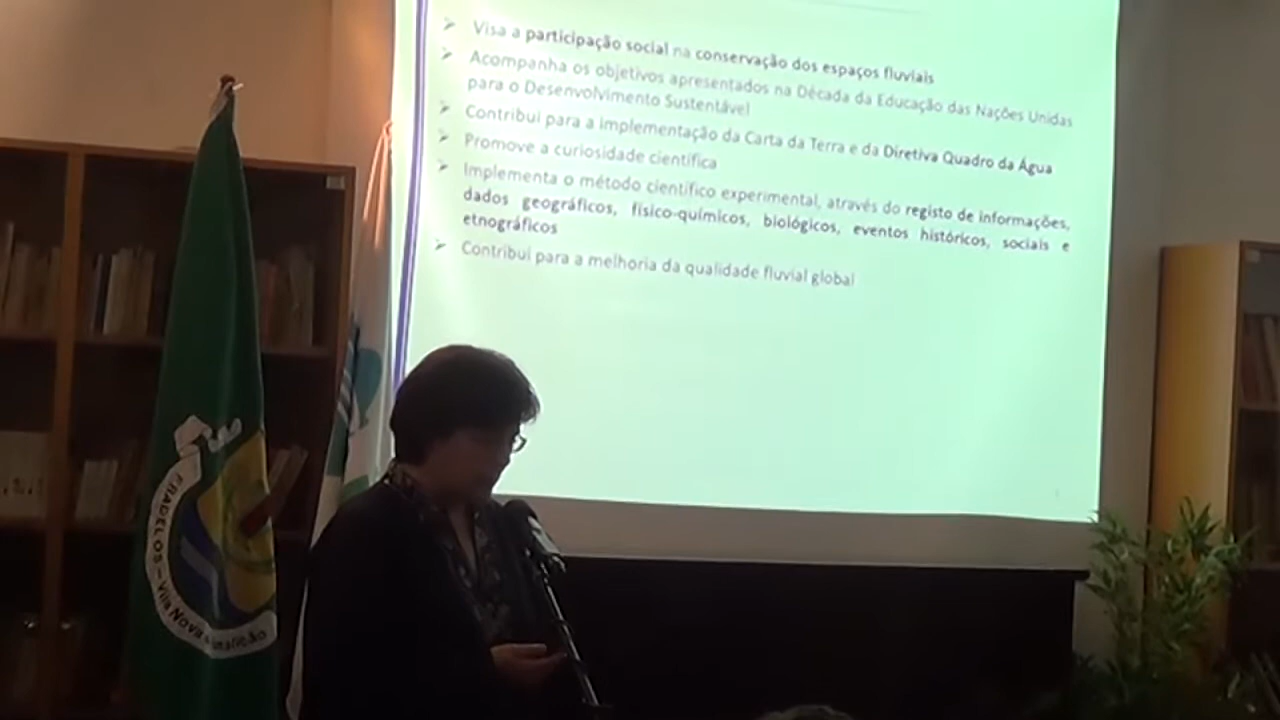 Visa a participação social na conservação dos espaços fluviais
Acompanha os objetivos apresentados na Década da Educação das Nações Unidas
para o Desenvolvimento Sustentável
Contribui para a implementação da Carta da Terra e da Diretiva Quadro da Água
Promove a curiosidade científica
Implementa o método científico experimental, através do registo de informações,
dados geográficos, físico-químicos, biológicos, eventos históricos, sociais e
etnográficos
Contribui para a melhoria da qualidade fluvial global
FRADELOS - Vila Nova